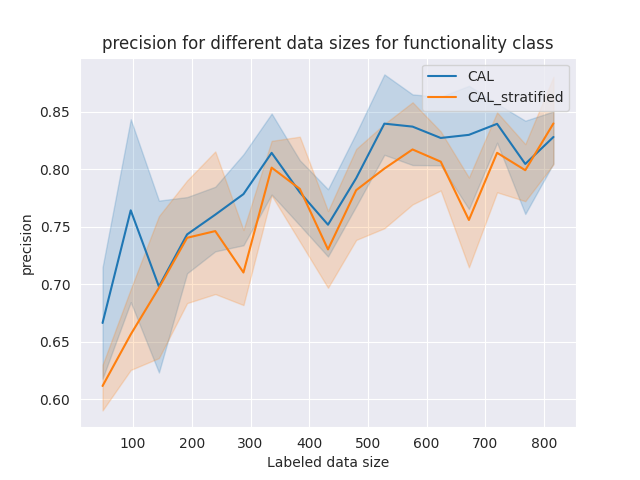 precision for different data sizes for functionality class
CAL
CAL_stratified
0.85
0.80
0.75
0.70
0.65
0.60
precision
100 200 300 400 500 600 700 800
Labeled data size